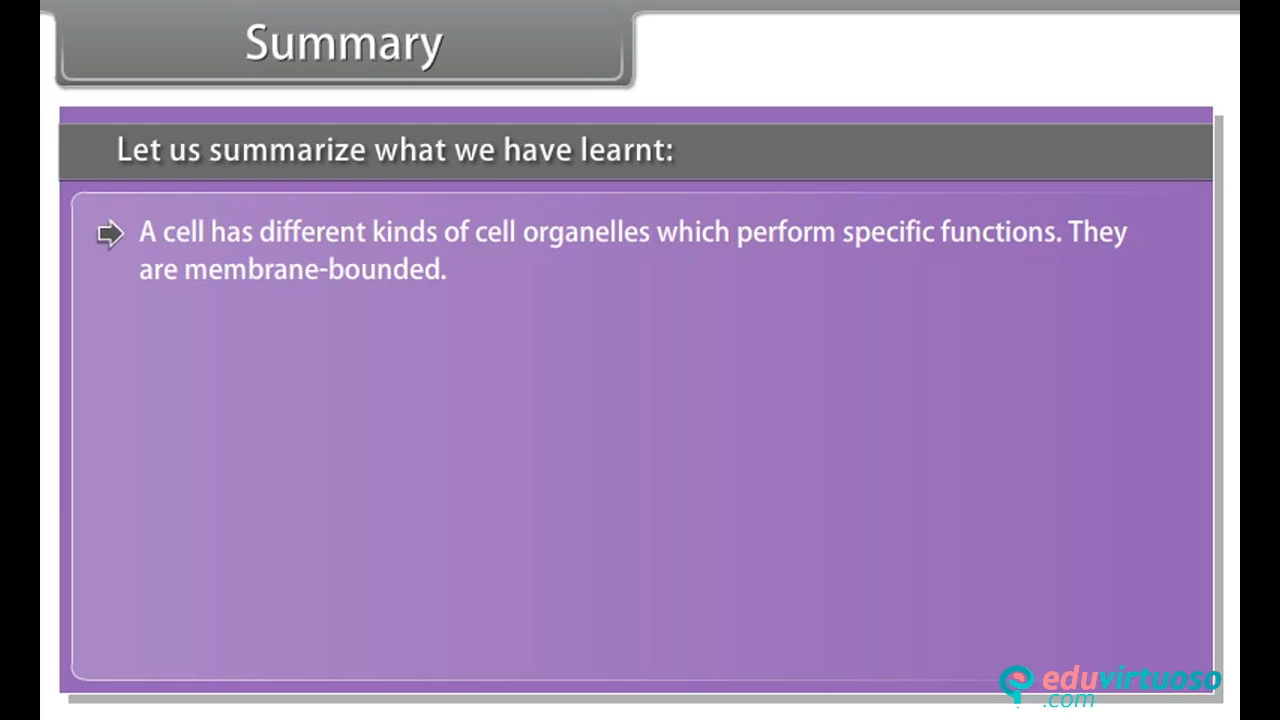 Summary
Let us summarize what we have learnt:
A cell has different kinds of cell organelles which perform specific functions. They
are membrane-bounded.
eduvirtuoso
.com